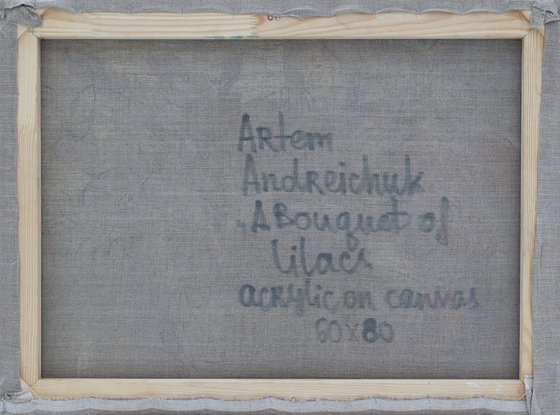 Artem
Andreichuk
„A Bouquet of
Lilacs
acrylic on canvas
60x80